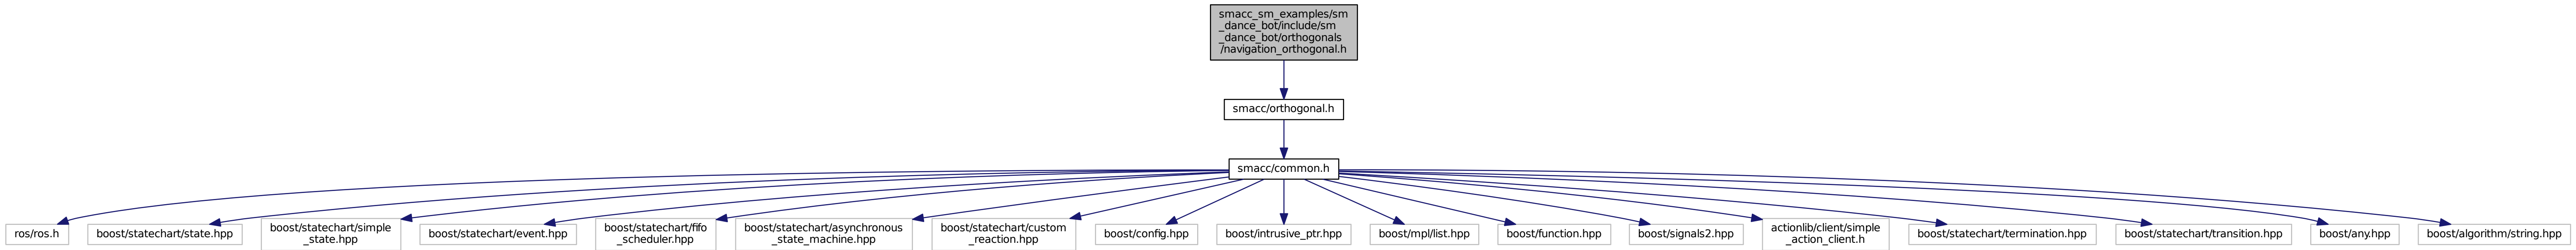 smacc_sm_examples/sm
_dance_bot/include/sm
_dance_bot/orthogonals
/navigation_orthogonal.h
smacc/orthogonal.h
smacc/common.h
ros/ros.h
boost/statechart/state.hpp
boost/statechart/simple
_state.hpp
boost/statechart/event.hpp
boost/statechart/fifo
_scheduler.hpp
boost/statechart/asynchronous
_state_machine.hpp
boost/statechart/custom
_reaction.hpp
boost/config.hpp
boost/intrusive_ptr.hpp
boost/mpl/list.hpp
boost/function.hpp
boost/signals2.hpp
actionlib/client/simple
_action_client.h
boost/statechart/termination.hpp
boost/statechart/transition.hpp
boost/any.hpp
boost/algorithm/string.hpp